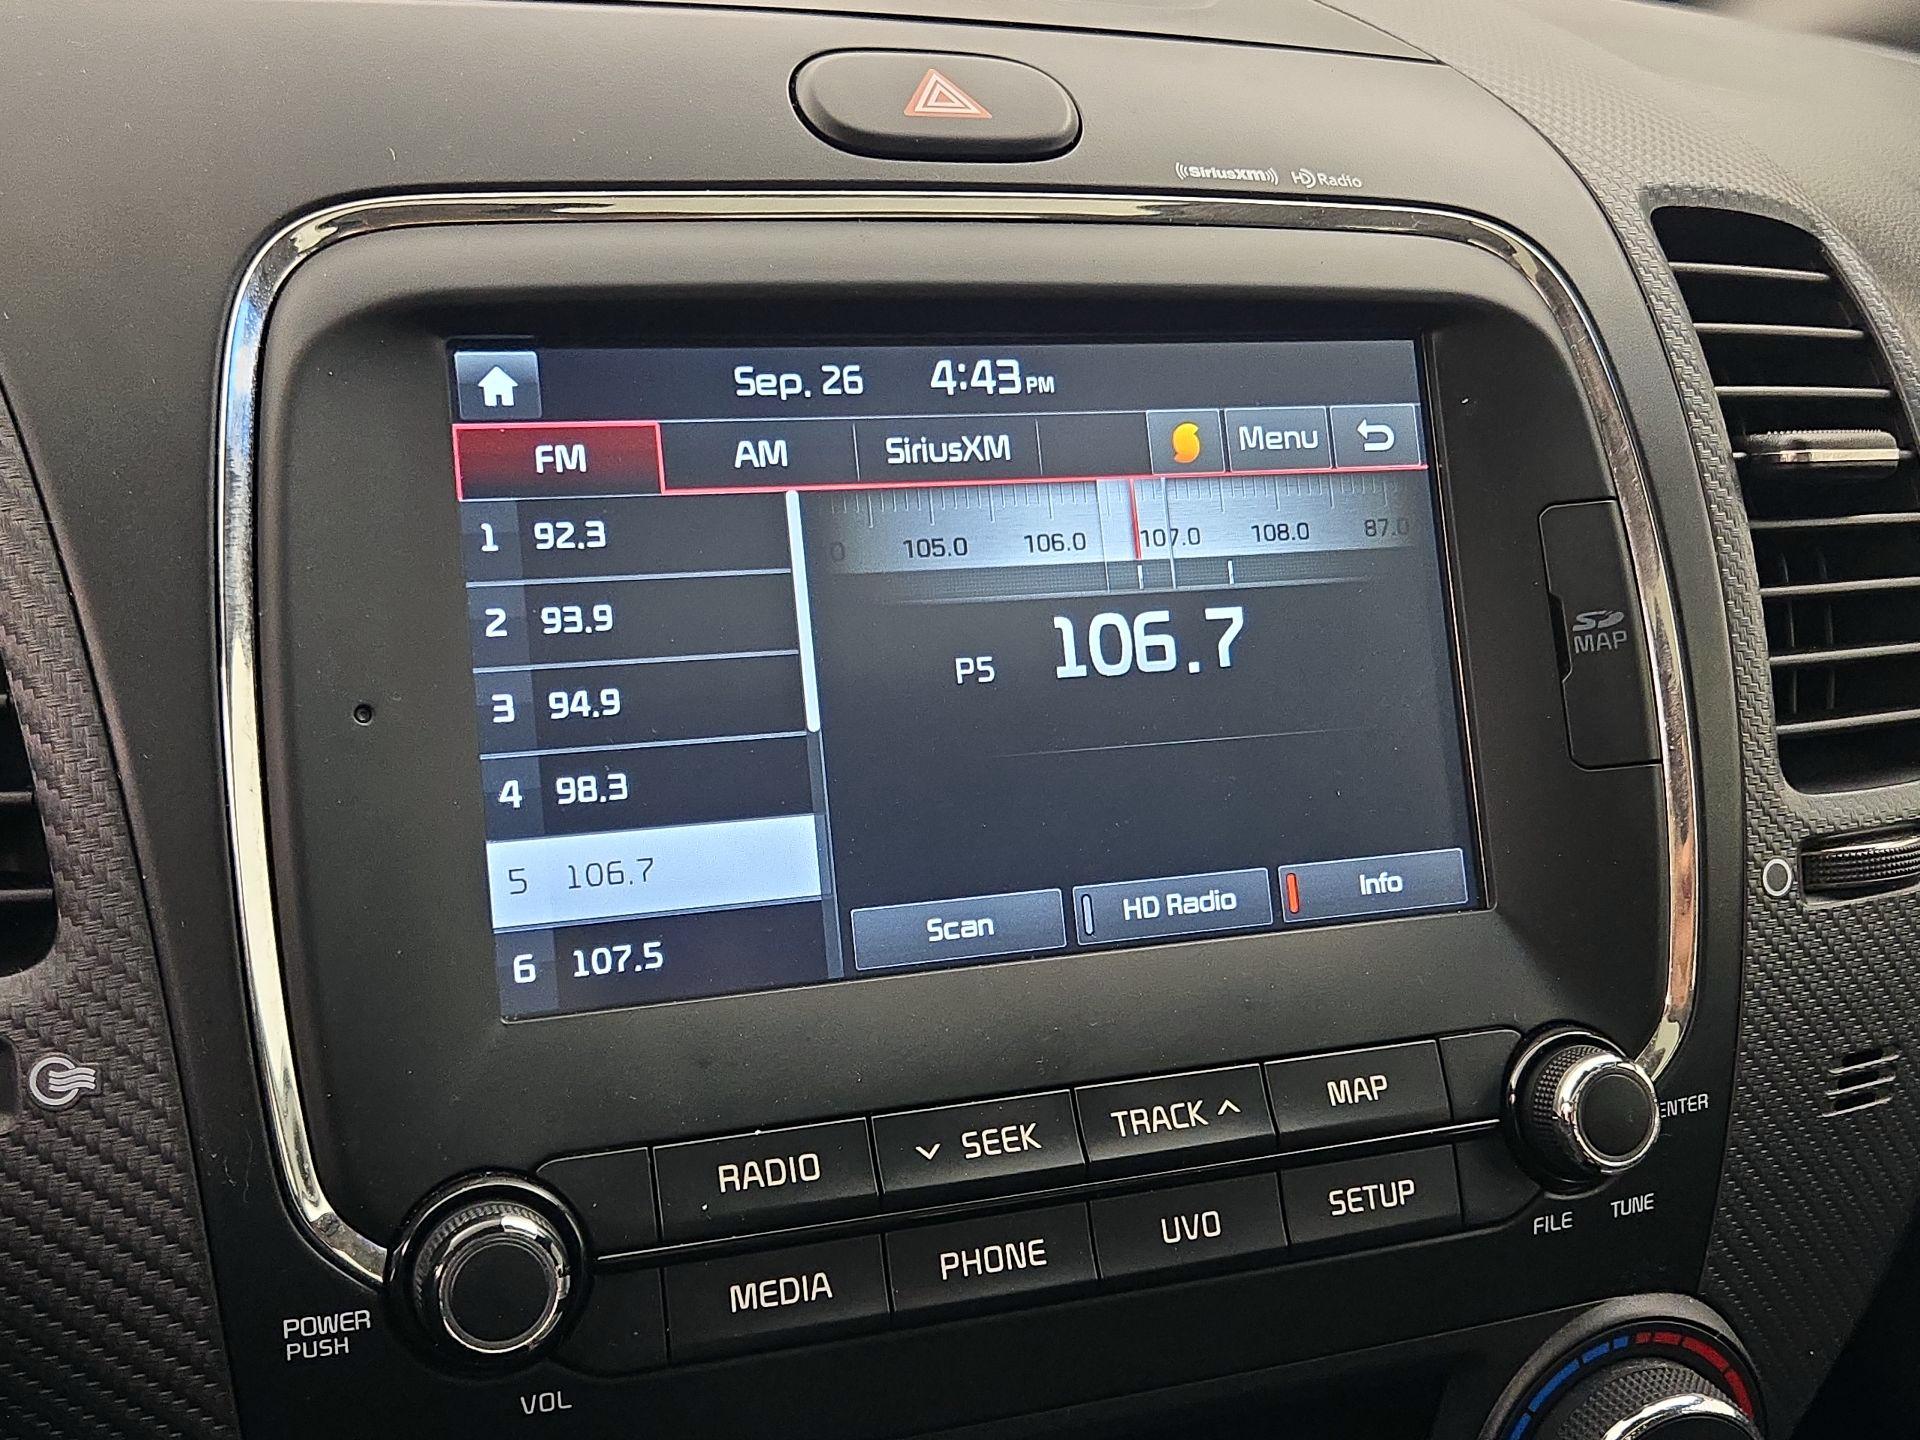 SiriusXM HD Radio
Sep. 26 4:43 PM
FM AM SiriusXM Menu
105.0 106.0 107.0 108.0 87.0
1 92.3
2 93.9
3 94.9
4 98.3
5 106.7
6 107.5
P5 106.7
Scan HD Radio Info
SD
MAP
RADIO SEEK TRACK MAP
MEDIA PHONE UVO SETUP
POWER
PUSH
VOL
ENTER
FILE TUNE